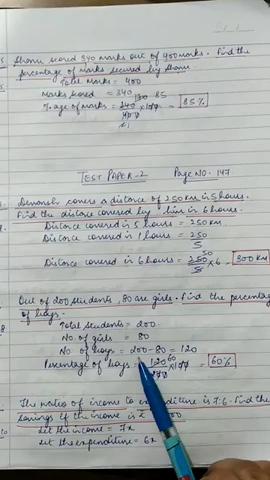 Shanu scored 340 marks out of 400 marks. Find the
percentage of marks secured by Shanu.
Total Marks = 400
Marks scored = 340
%age of marks = 340/400 × 100 = 85%
TEST PAPER-2 Page NO- 147
Devansh covers a distance of 250 km in 5 hours.
Find the distance covered by him in 6 hours.
Distance covered in 5 hours = 250 km
Distance covered in 1 hours = 250/5
Distance covered in 6 hours = 250/5 × 6 = 300 km
Out of 200 students, 80 are girls. Find the percentage
of boys.
Total students = 200
No of girls = 80
No of boys = 200-80 = 120
Percentage of boys = 120 ×100 = 60%
The ratio of income to expenditure is 7:6. Find the
savings if the income is ₹
let the income = 7x
let the expenditure = 6x